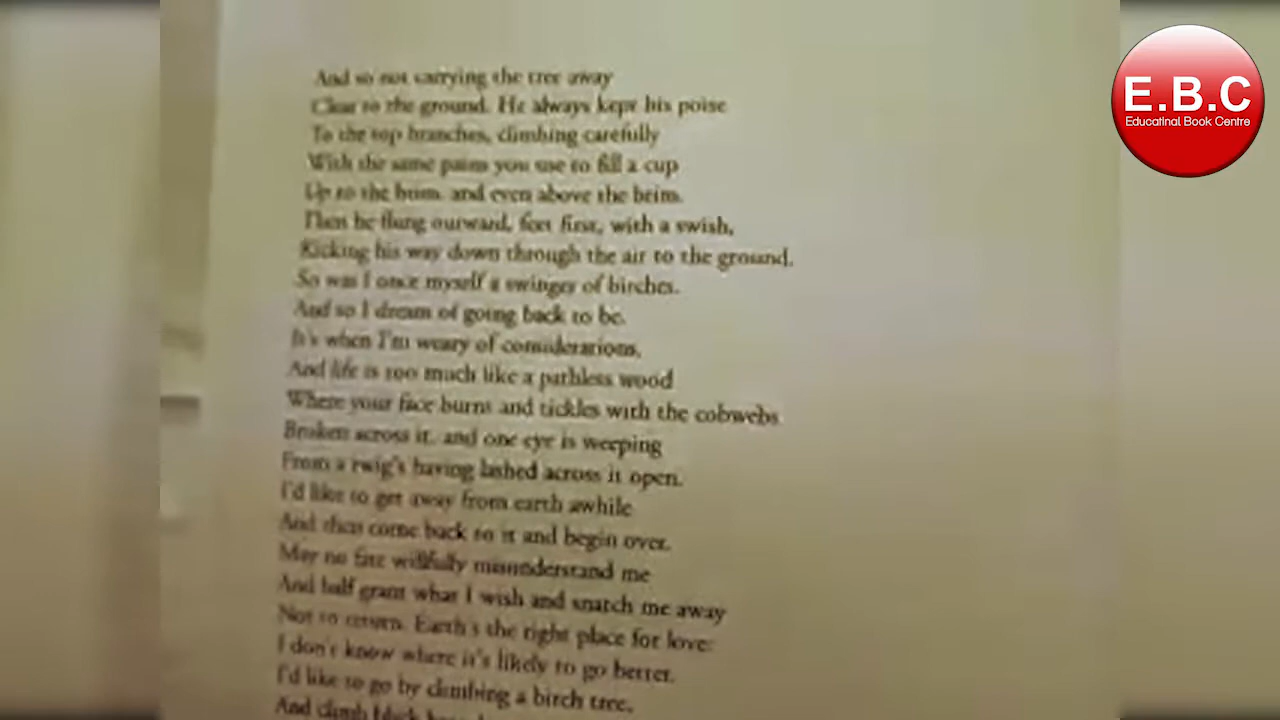 And so not carrying the tree away
Clear to the ground. He always kept his poise
To the top branches, climbing carefully
With the same pains you use to fill a cup
Up to the brim, and even above the brim.
Then he flung outward, feet first, with a swish,
Kicking his way down through the air to the ground.
So was I once myself a swinger of birches.
And so I dream of going back to be.
It's when I'm weary of considerations,
And life is too much like a pathless wood
Where your face burns and tickles with the cobwebs
Broken across it, and one eye is weeping
From a twig's having lashed across it open.
I'd like to get away from earth awhile
And then come back to it and begin over.
May no fate willfully misunderstand me
And half grant what I wish and snatch me away
Not to return. Earth's the right place for love:
I don't know where it's likely to go better.
I'd like to go by climbing a birch tree,
And climb black
E.B.C
Educatinal Book Centre